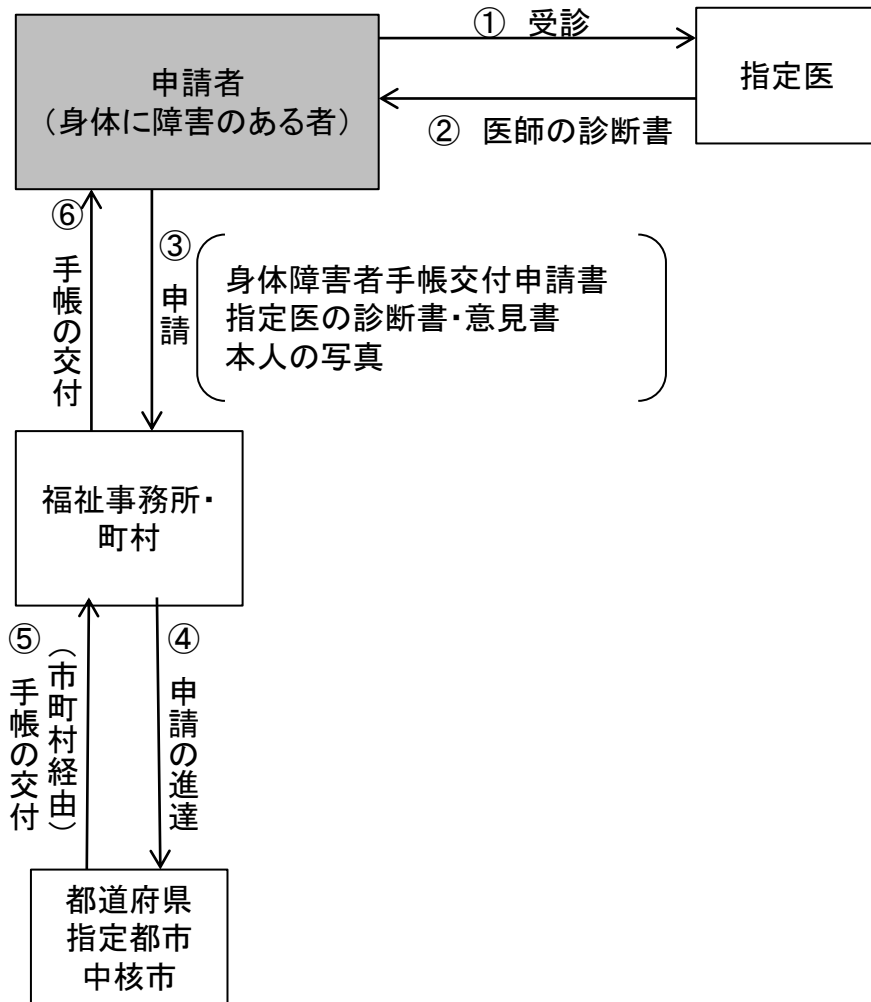 ① 受診
申請者
(身体に障害のある者)
指定医
② 医師の診断書
⑥ 手帳の交付
③ 申請
身体障害者手帳交付申請書
指定医の診断書・意見書
本人の写真
福祉事務所・
町村
⑤ 手帳の交付
(市町村経由)
④ 申請の進達
都道府県
指定都市
中核市